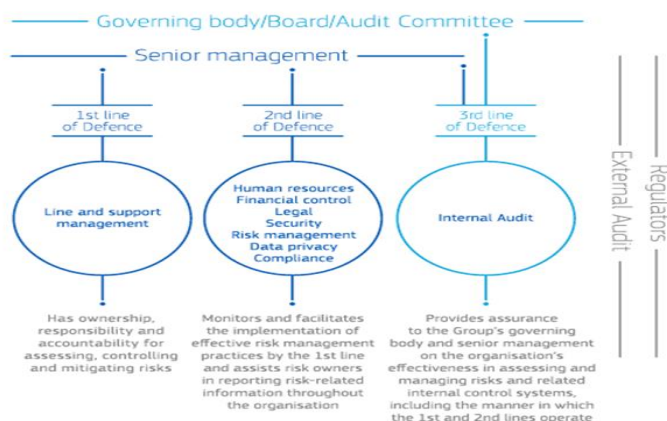 Governing body/Board/Audit Committee
Senior management
1st line
of Defence
2nd line
of Defence
3rd line
of Defence
Line and support
management
Human resources
Financial control
Legal
Security
Risk management
Data privacy
Compliance
Internal Audit
External Audit
Regulators
Has ownership,
responsibility and
accountability for
assessing, controlling
and mitigating risks
Monitors and facilitates
the implementation of
effective risk management
practices by the 1st line
and assists risk owners
in reporting risk-related
information throughout
the organisation
Provides assurance
to the Group's governing
body and senior management
on the organisation's
effectiveness in assessing and
managing risks and related
internal control systems,
including the manner in which
the 1st and 2nd lines operate